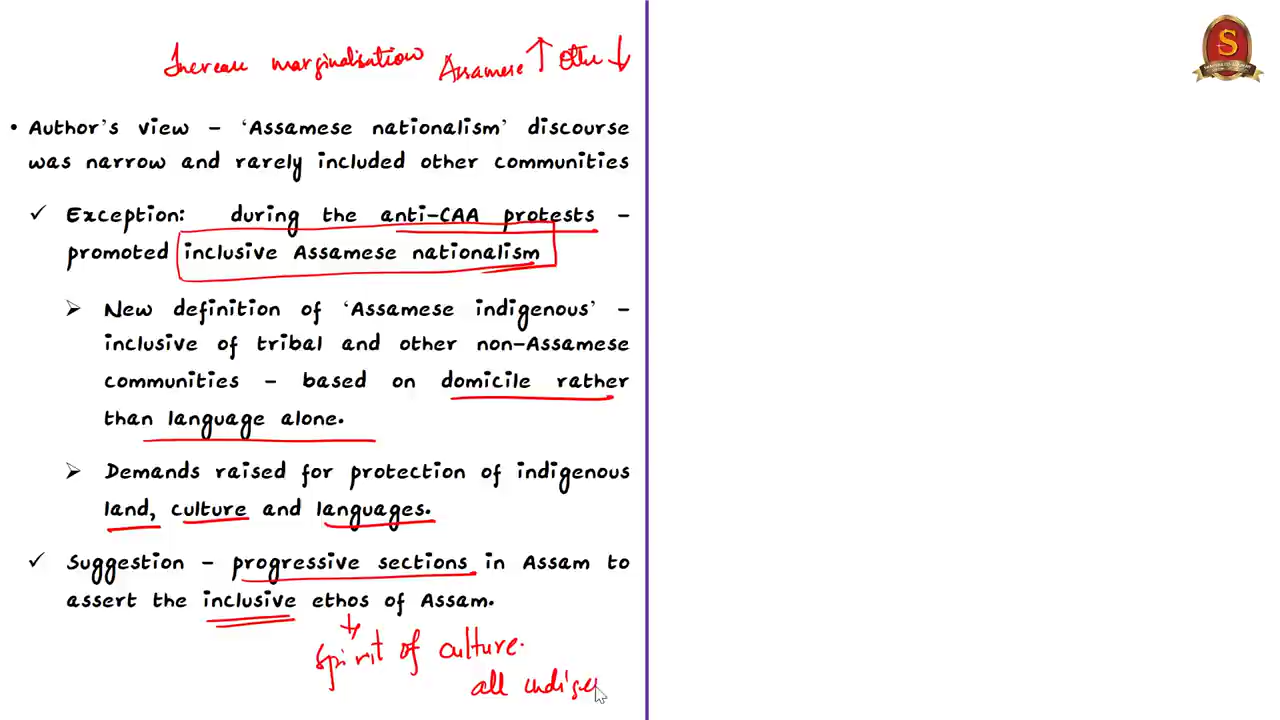 Increase marginalisation Assamese ↑ Other ↓
• Author's view – 'Assamese nationalism' discourse
was narrow and rarely included other communities
✓ Exception: during the anti-CAA protests –
promoted inclusive Assamese nationalism
➢ New definition of 'Assamese indigenous' –
inclusive of tribal and other non-Assamese
communities – based on domicile rather
than language alone.
➢ Demands raised for protection of indigenous
land, culture and languages.
✓ Suggestion – progressive sections in Assam to
assert the inclusive ethos of Assam.
↓
Spirit of culture.
all indige
S